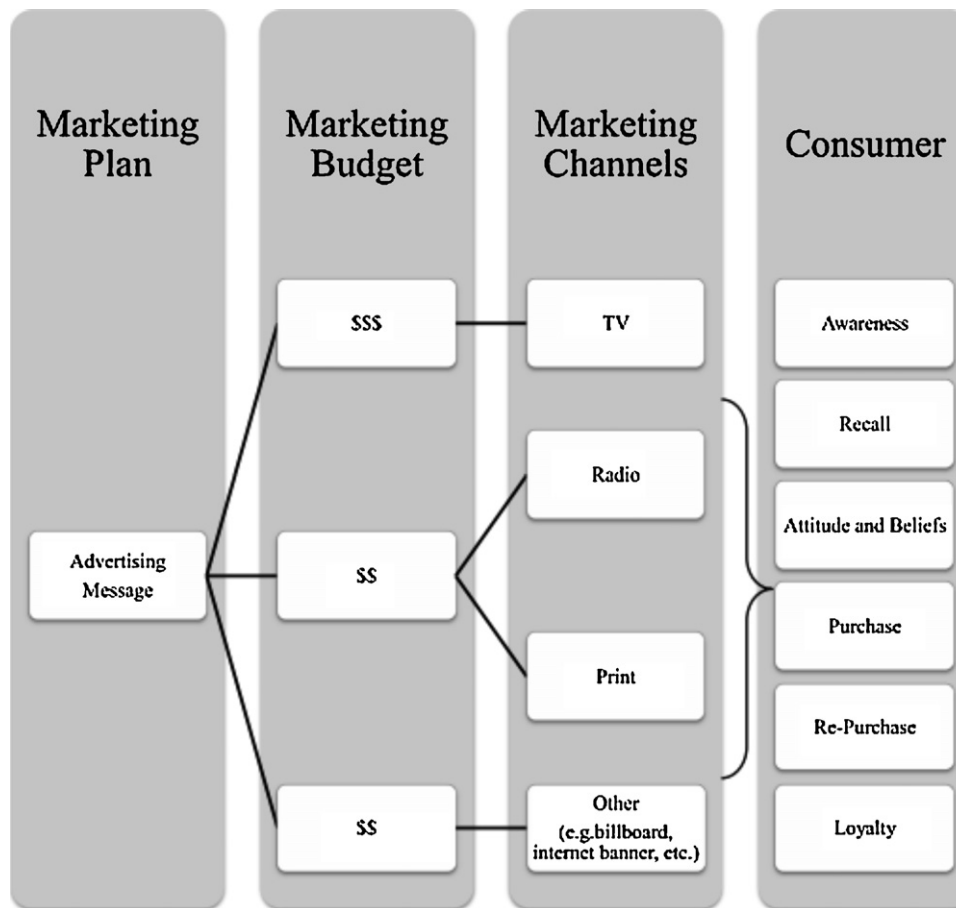 Marketing
Plan
Marketing
Budget
Marketing
Channels
Consumer
Advertising
Message
$$$
$$
$$
TV
Radio
Print
Other
(e.g.billboard,
internet banner, etc.)
Awareness
Recall
Attitude and Beliefs
Purchase
Re-Purchase
Loyalty